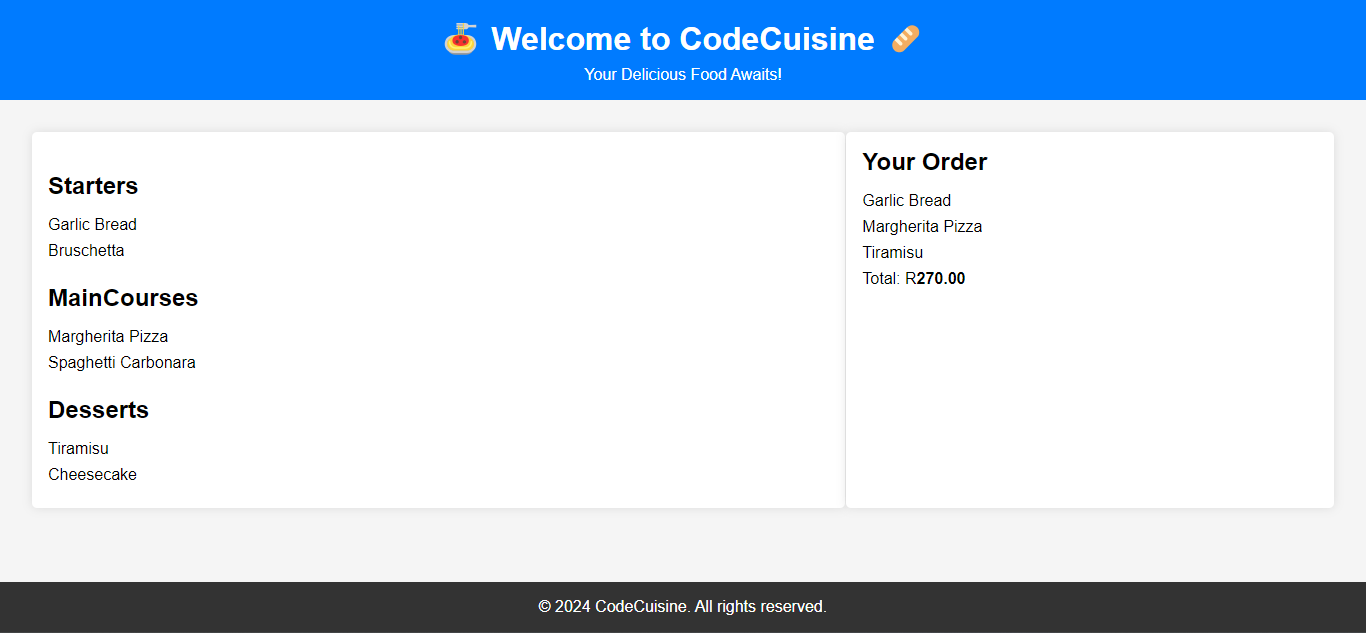 Welcome to CodeCuisine
Your Delicious Food Awaits!
Starters
Garlic Bread
Bruschetta
MainCourses
Margherita Pizza
Spaghetti Carbonara
Desserts
Tiramisu
Cheesecake
Your Order
Garlic Bread
Margherita Pizza
Tiramisu
Total: R270.00
© 2024 CodeCuisine. All rights reserved.